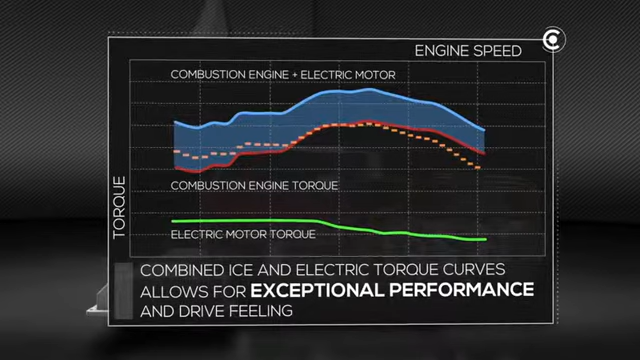 ENGINE SPEED
COMBUSTION ENGINE + ELECTRIC MOTOR
COMBUSTION ENGINE TORQUE
TORQUE
ELECTRIC MOTOR TORQUE
COMBINED ICE AND ELECTRIC TORQUE CURVES
ALLOWS FOR EXCEPTIONAL PERFORMANCE
AND DRIVE FEELING